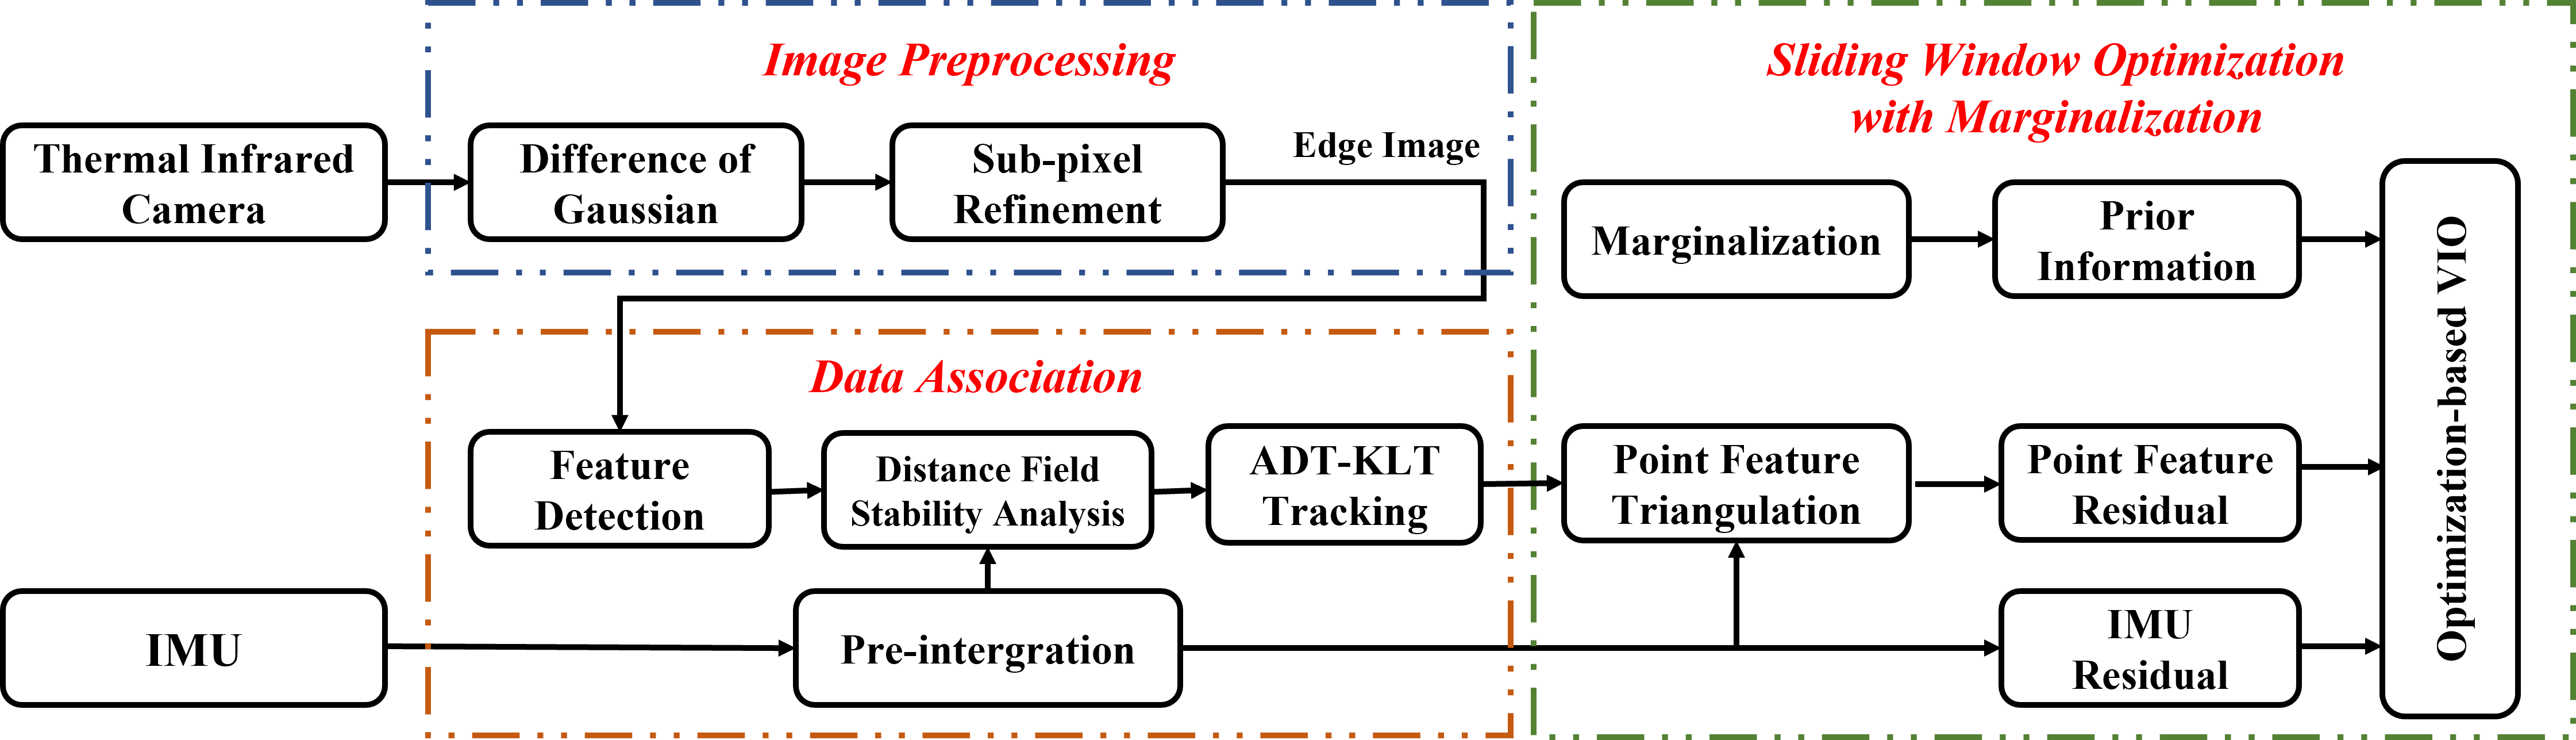 Image Preprocessing
Thermal Infrared
Camera
Difference of
Gaussian
Sub-pixel
Refinement
Edge Image
Data Association
Feature
Detection
Distance Field
Stability Analysis
ADT-KLT
Tracking
IMU
Pre-intergration
Sliding Window Optimization
with Marginalization
Marginalization
Prior
Information
Point Feature
Triangulation
Point Feature
Residual
IMU
Residual
Optimization-based VIO